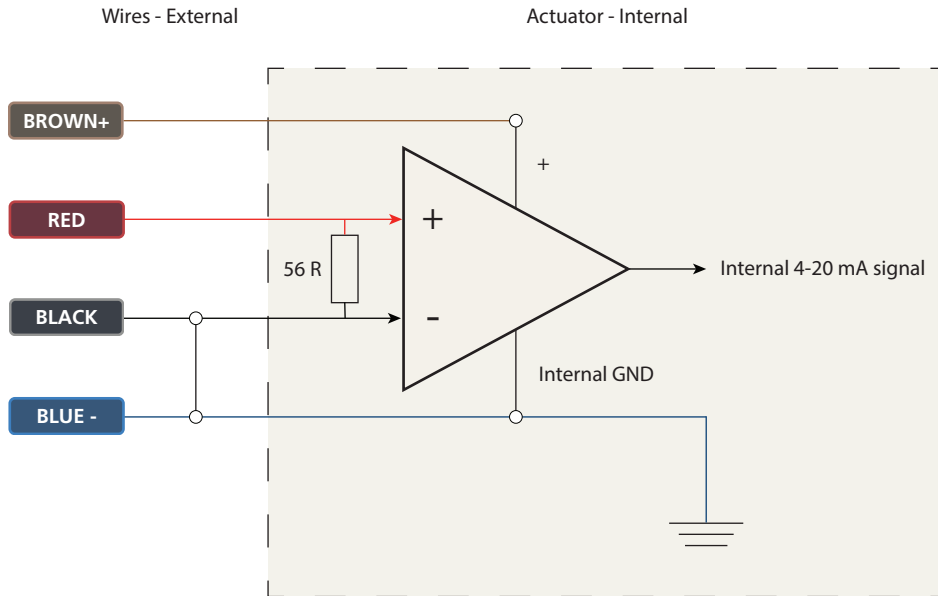 Wires - External
Actuator - Internal
BROWN+
+
RED
+
56 R
Internal 4-20 mA signal
BLACK
-
Internal GND
BLUE -